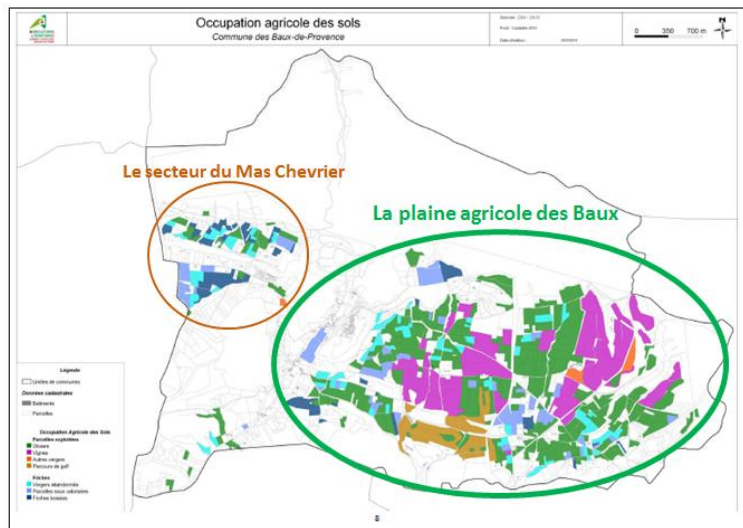 Occupation agricole des sols
Commune des Baux-de-Provence
N
0 350 700 m
Le secteur du Mas Chevrier
La plaine agricole des Baux
Légende
Limites de communes
Données cadastrales
Bâtiments
Parcelles
Occupation Agricole des Sols
Parcelles exploitées
Oliviers
Vignes
Autres vergers
Parcours de golf
Friches
Vergers abandonnés
Parcelles sous valorisées
Friches boisées